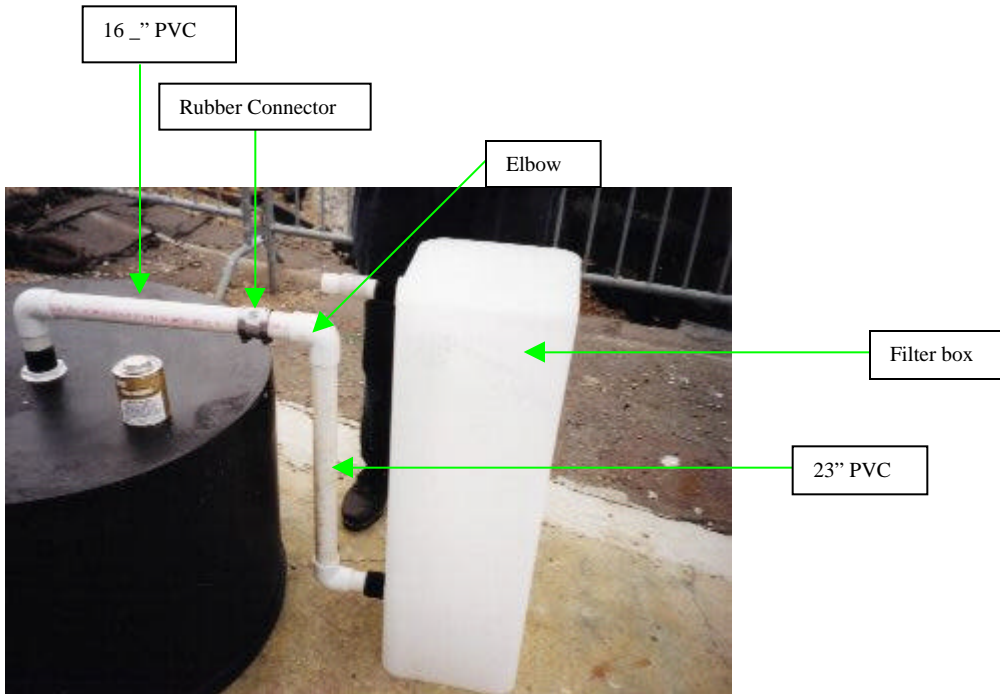 16 _” PVC
Rubber Connector
Elbow
Filter box
23” PVC